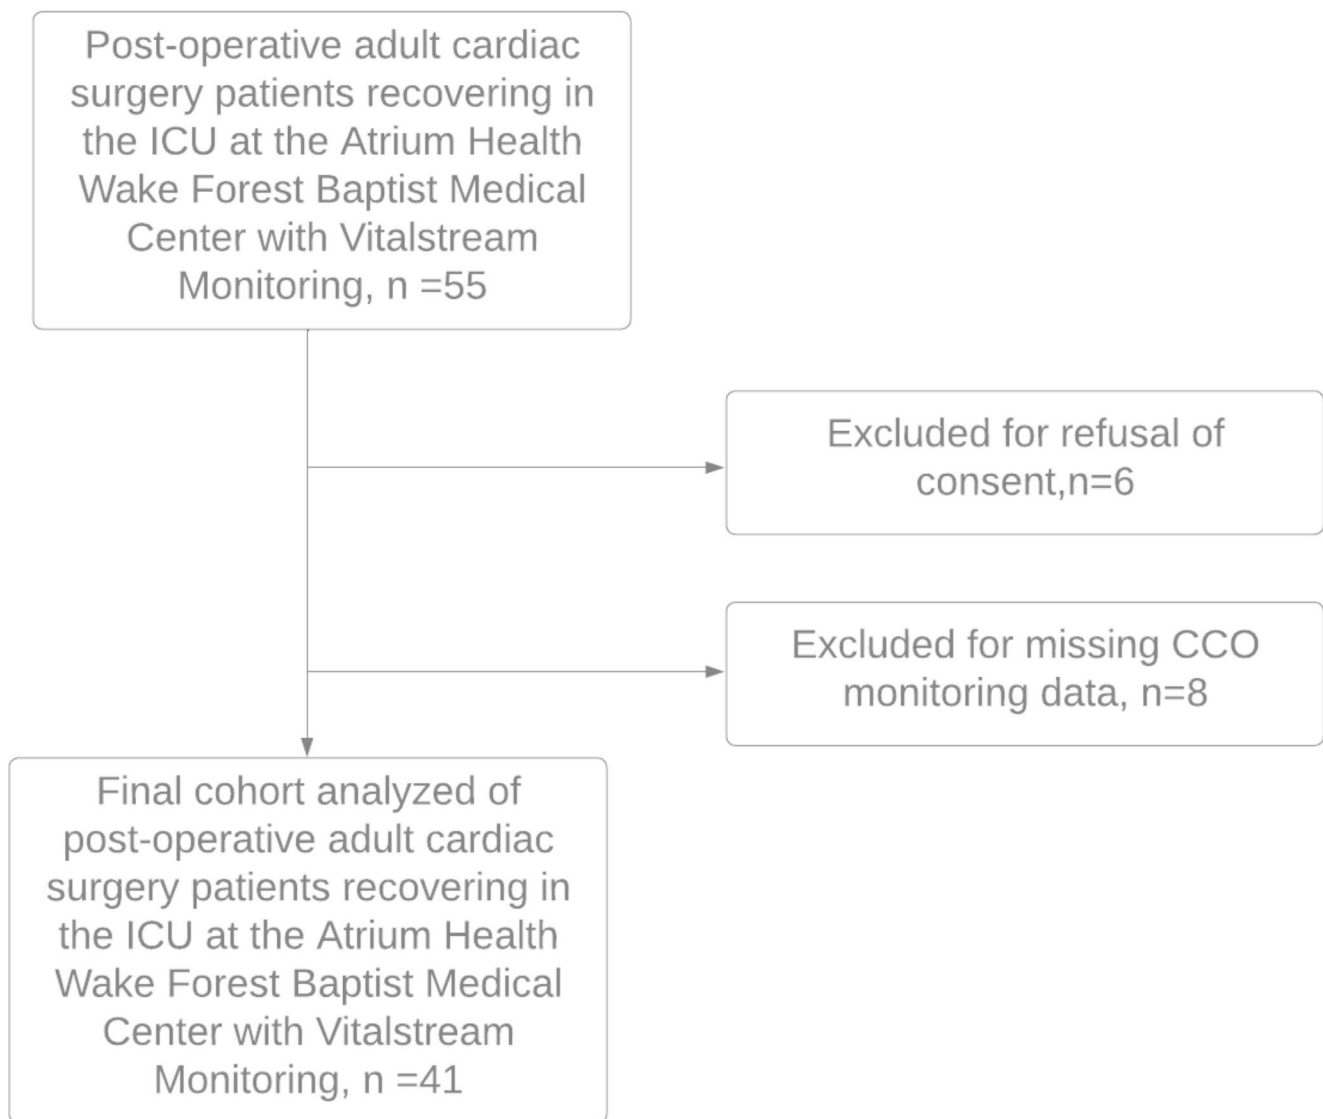 Post-operative adult cardiac
surgery patients recovering in
the ICU at the Atrium Health
Wake Forest Baptist Medical
Center with Vitalstream
Monitoring, n =55
Excluded for refusal of
consent,n=6
Excluded for missing CCO
monitoring data, n=8
Final cohort analyzed of
post-operative adult cardiac
surgery patients recovering in
the ICU at the Atrium Health
Wake Forest Baptist Medical
Center with Vitalstream
Monitoring, n =41